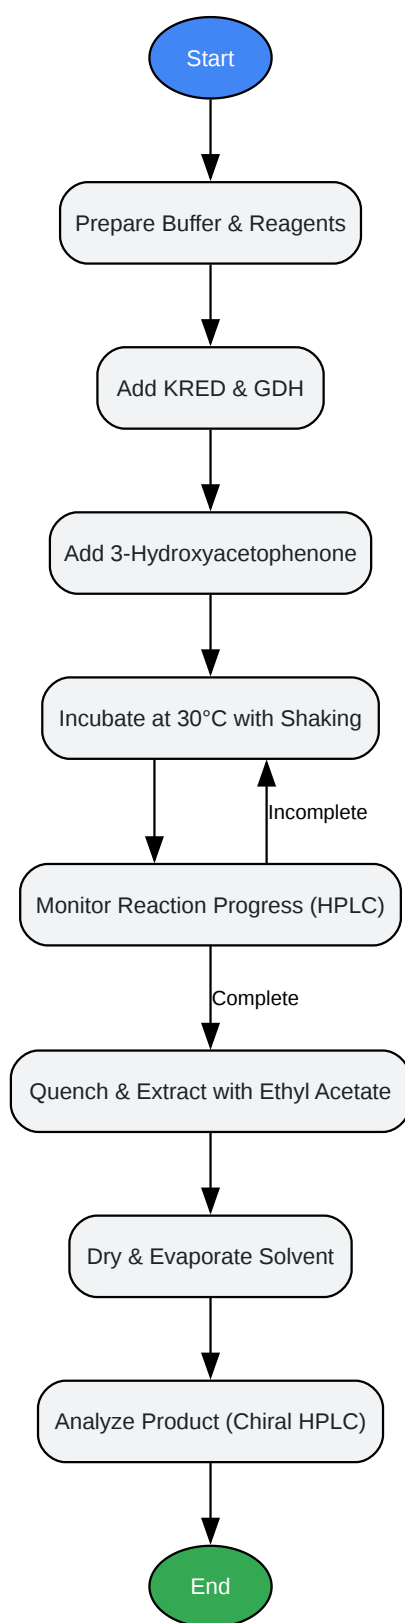 Start
Prepare Buffer & Reagents
Add KRED & GDH
Add 3-Hydroxyacetophenone
Incubate at 30°C with Shaking
Incomplete
Monitor Reaction Progress (HPLC)
Complete
Quench & Extract with Ethyl Acetate
Dry & Evaporate Solvent
Analyze Product (Chiral HPLC)
End